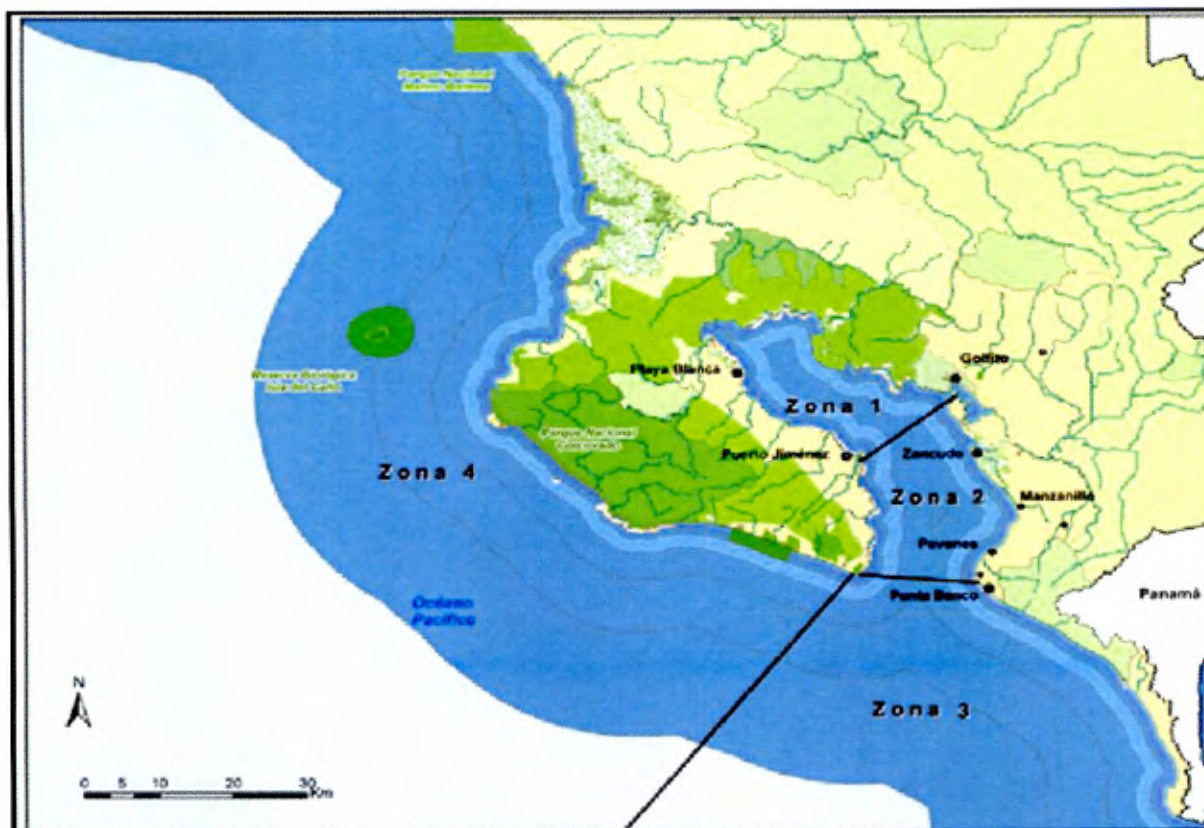 Parque Nacional
Marino Ballena
Golfito
Playa Blanca
Zona 1
Reserva Biológica
Isla del Caño
Parque Nacional
Corcovado
Puerto Jiménez
Zancudo
Zona 4
Zona 2
Manzanillo
Pavones
Punta Banco
Panamá
Océano
Pacífico
N
Zona 3
0 5 10 20 30
Km